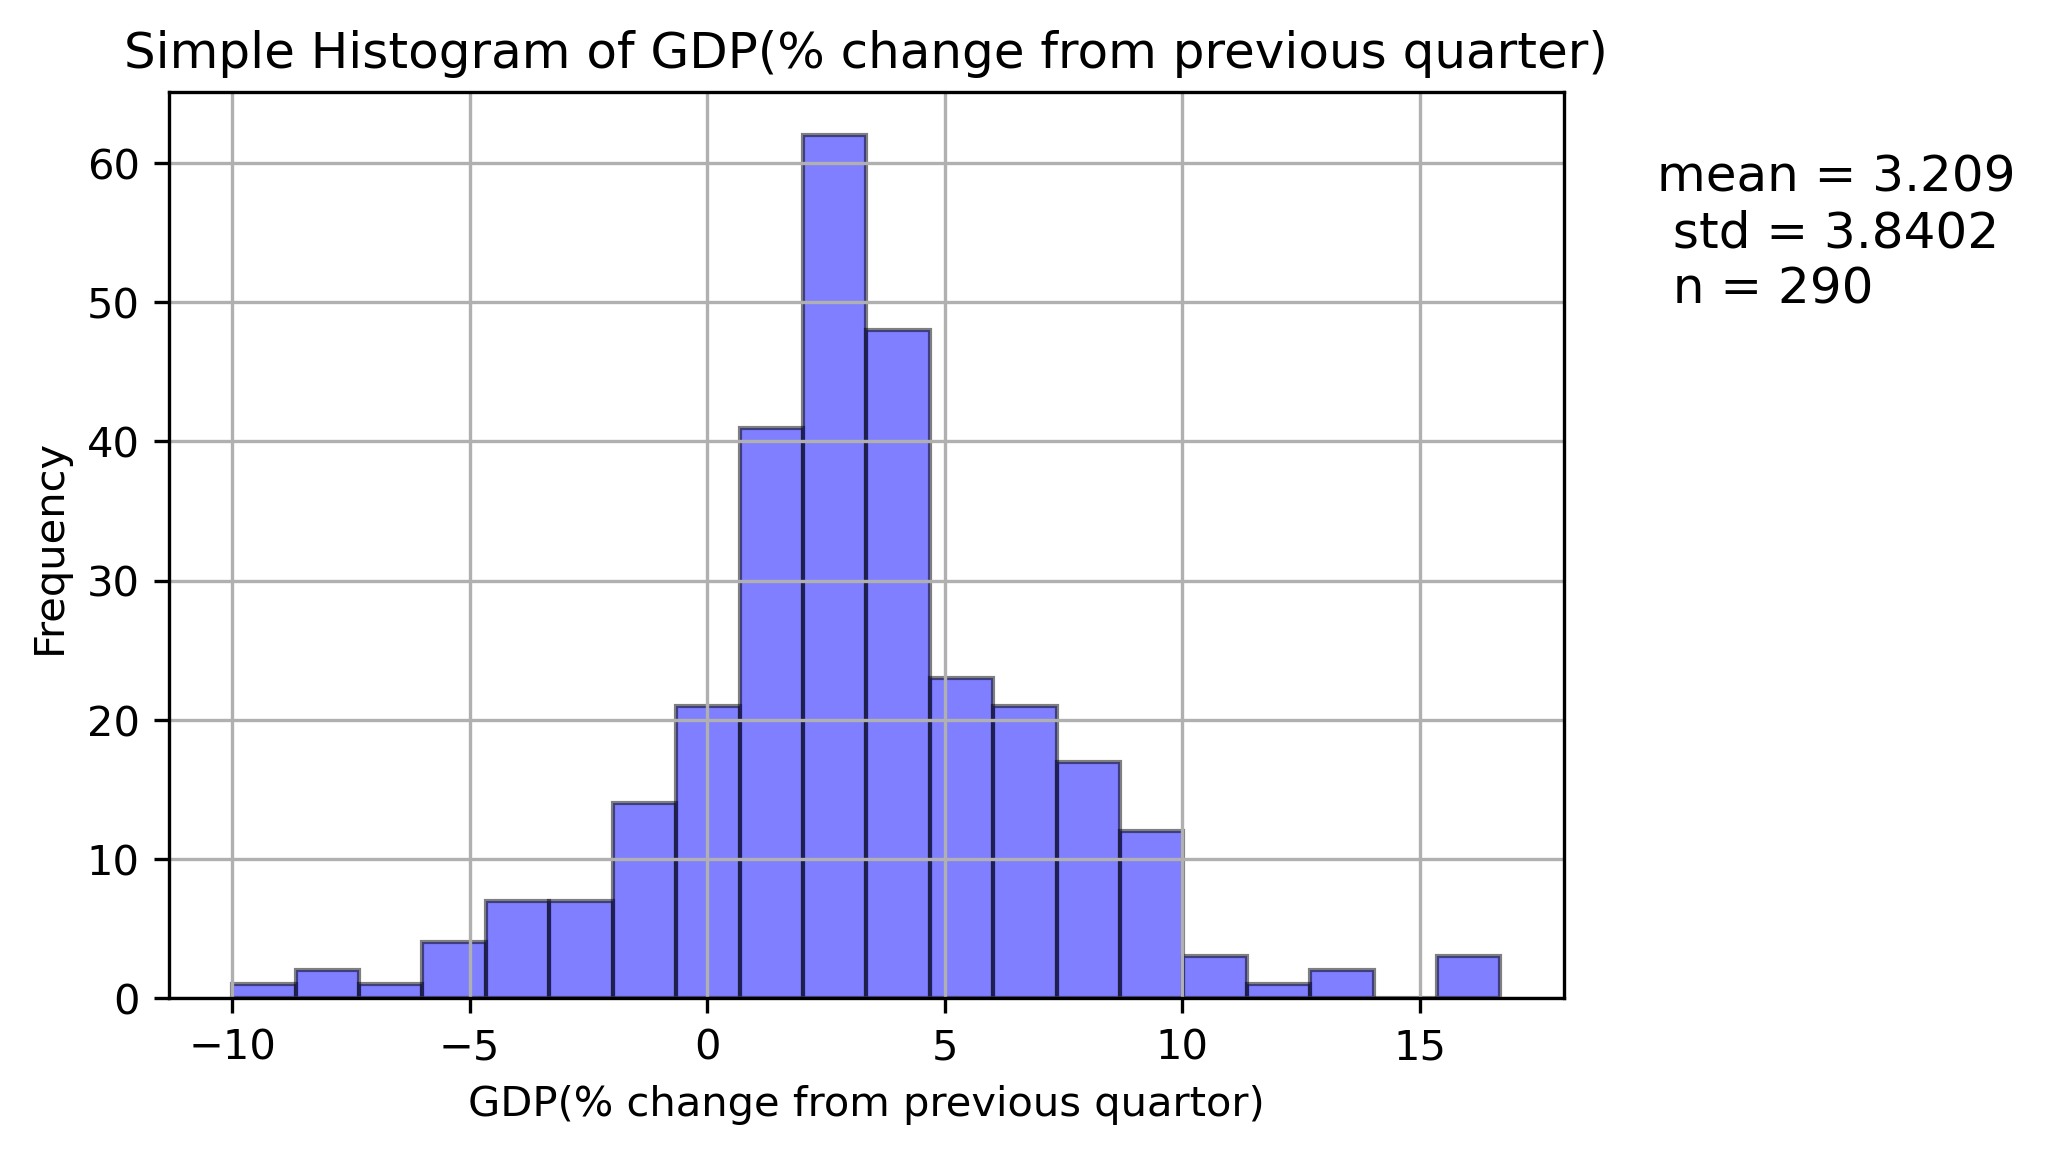 Simple Histogram of GDP(% change from previous quarter)
mean = 3.209
std = 3.8402
n = 290
Frequency
60
50
40
30
20
10
0
−10 −5 0 5 10 15
GDP(% change from previous quartor)